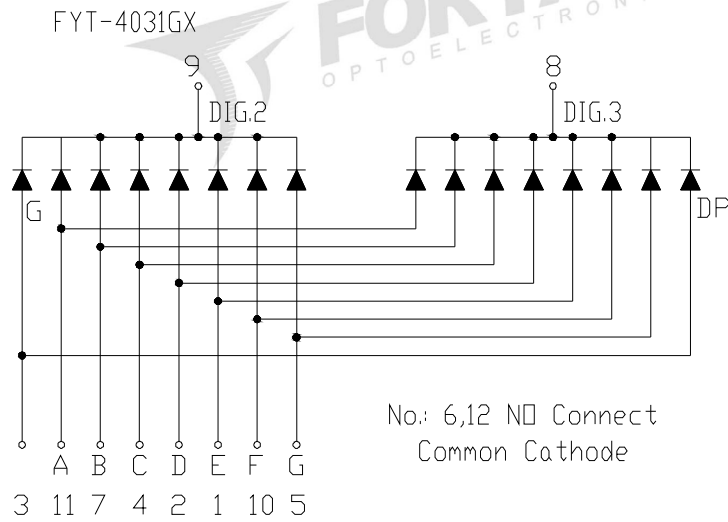 FYT-4031GX
OPTOELECTRON
9
8
DIG.2
DIG.3
G
DP
No.: 6,12 NO Connect
Common Cathode
A B C D E F G
3 11 7 4 2 1 10 5